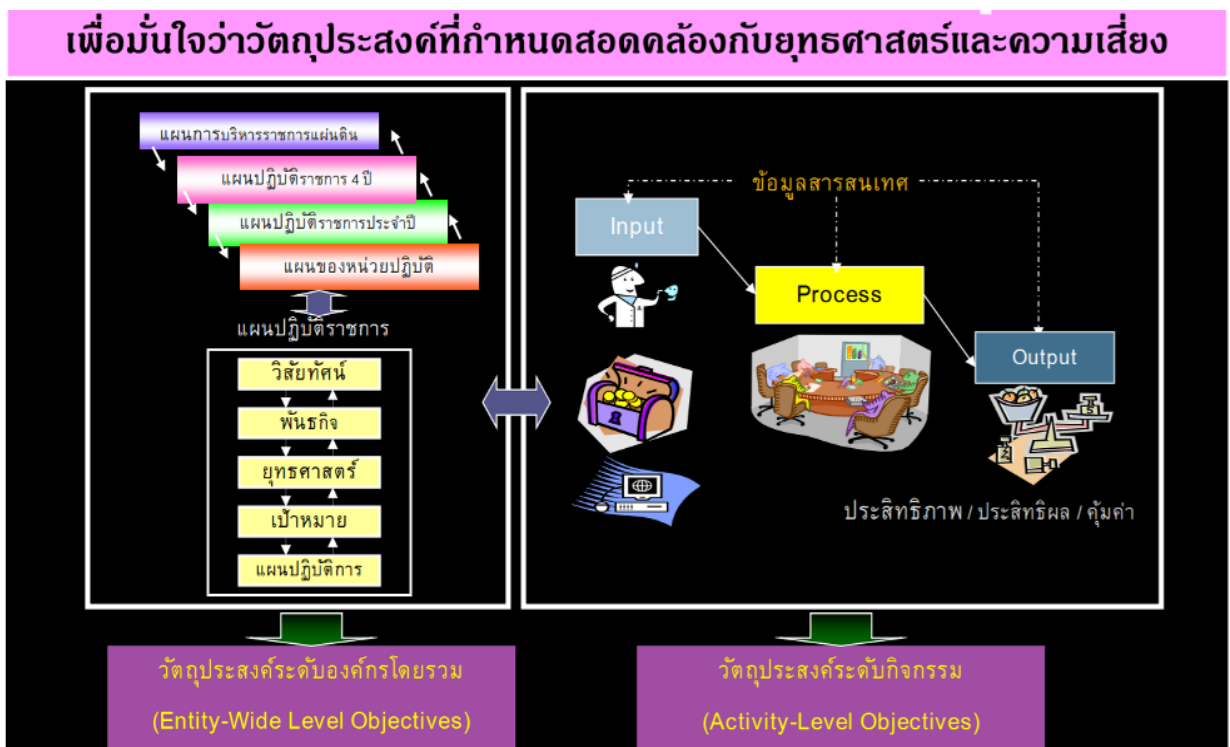 เพื่อมั่นใจว่าวัตถุประสงค์ที่กำหนดสอดคล้องกับยุทธศาสตร์และความเสี่ยง
แผนการบริหารราชการแผ่นดิน
แผนปฏิบัติราชการ 4 ปี
แผนปฏิบัติราชการประจำปี
แผนของหน่วยปฏิบัติ
แผนปฏิบัติราชการ
วิสัยทัศน์
พันธกิจ
ยุทธศาสตร์
เป้าหมาย
แผนปฏิบัติการ
ข้อมูลสารสนเทศ
Input
Process
Output
ประสิทธิภาพ / ประสิทธิผล / คุ้มค่า
วัตถุประสงค์ระดับองค์กรโดยรวม
(Entity-Wide Level Objectives)
วัตถุประสงค์ระดับกิจกรรม
(Activity-Level Objectives)